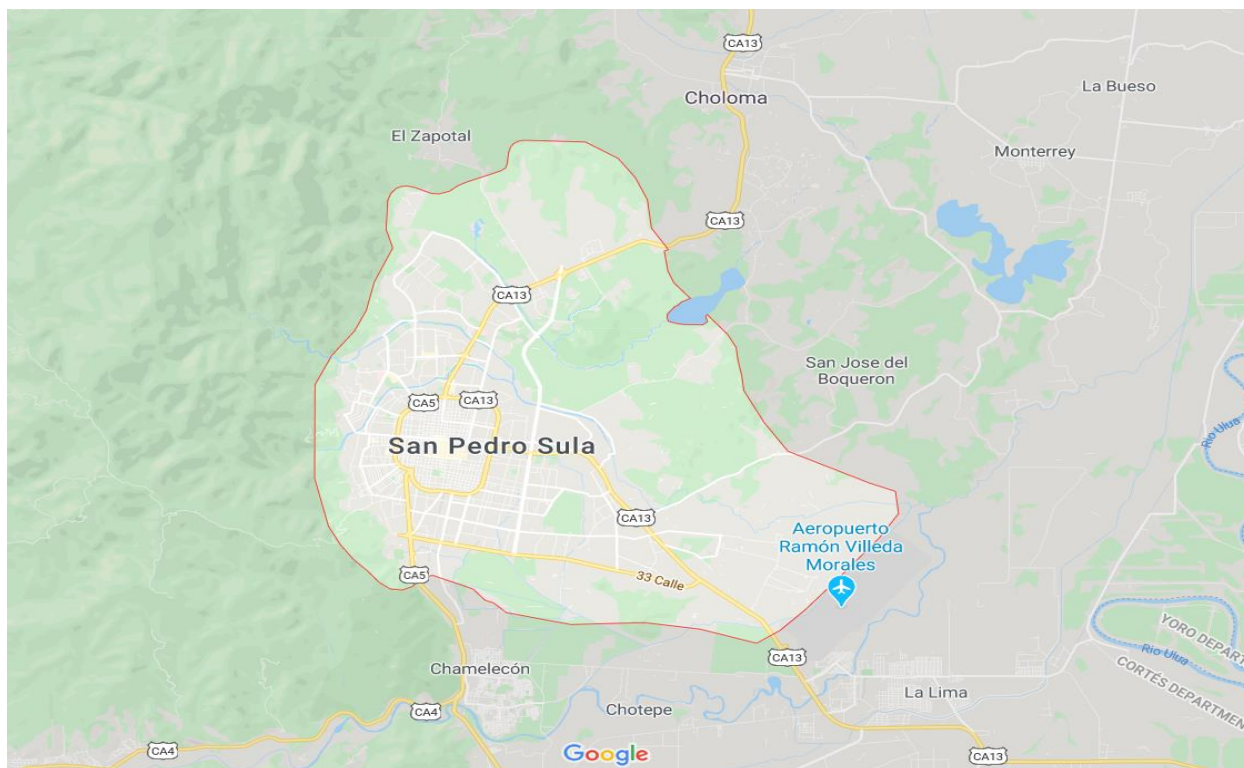 CA13
Choloma
La Bueso
El Zapotal
Monterrey
CA13
CA13
San Jose del
Boqueron
CA5
CA13
Rio Ulua
San Pedro Sula
CA13
Aeropuerto
Ramón Villeda
Morales
CA5
33 Calle
YORO DEPART
Rio Ulua
CORTÉS DEPARTMENT
CA13
Chamelecón
La Lima
CA4
Chotepe
CA4
Google
CA13